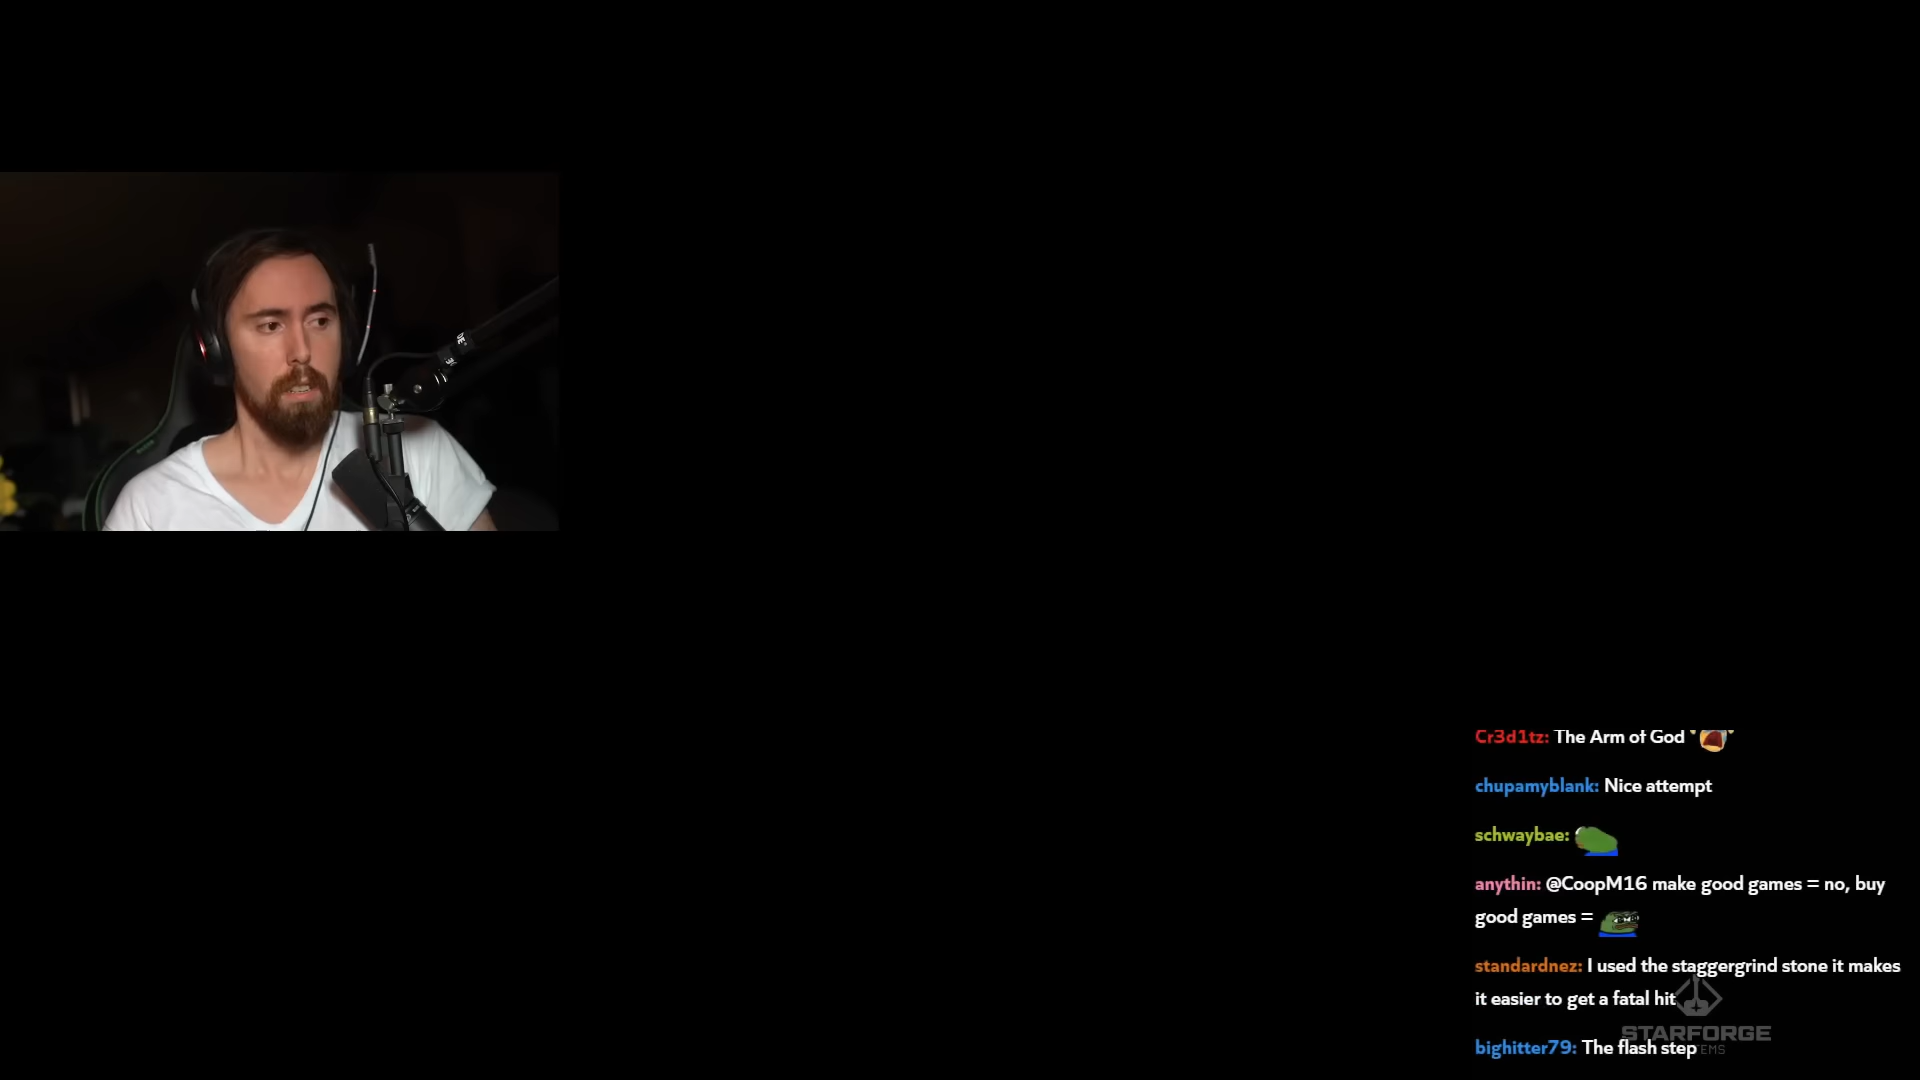 Cr3d1tz: The Arm of God
chupamyblank: Nice attempt
schwaybae:
anythin: @CoopM16 make good games = no, buy
good games =
standardnez: I used the staggergrind stone it makes
it easier to get a fatal hit
STARFORGE
bighitter79: The flash step